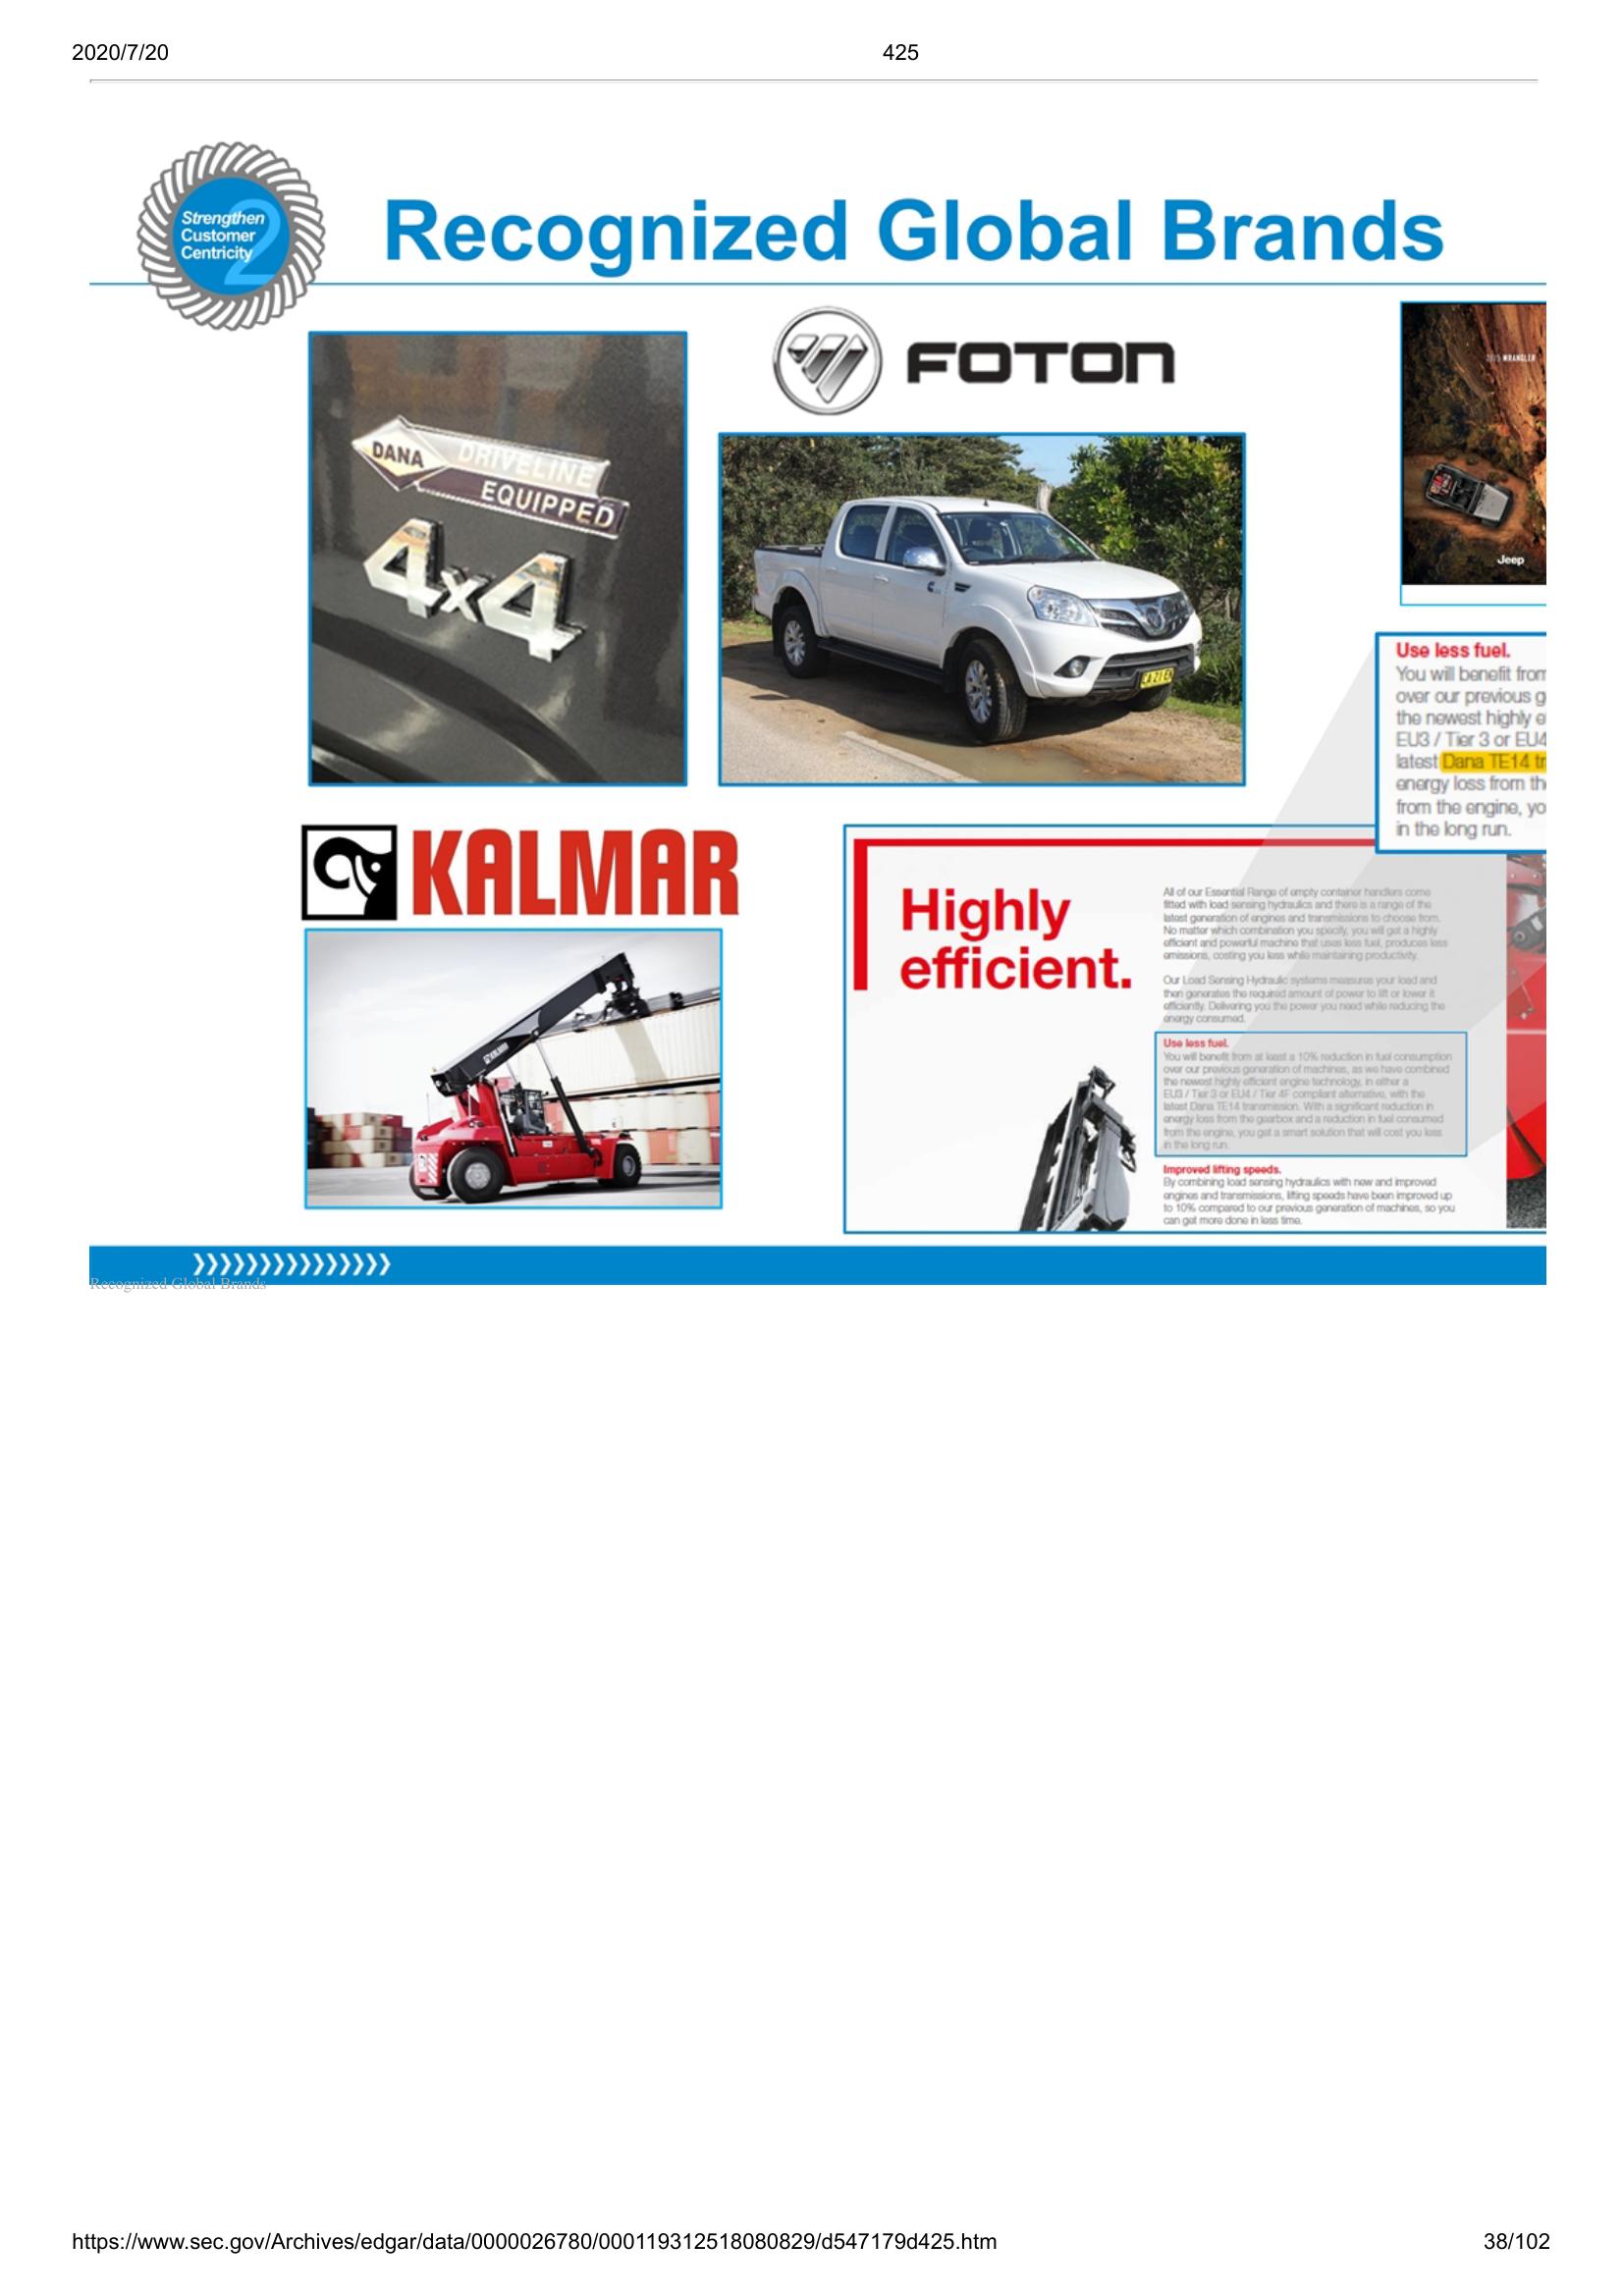 2020/7/20
425
Strengthen
Customer
Centricity
2
Recognized Global Brands
DANA DRIVELINE
EQUIPPED
4x4
FOTON
WRANGLER
Jeep
KALMAR
KALMAR
Use less fuel.
You will benefit from
over our previous g
the newest highly e
EU3 / Tier 3 or EU4
latest Dana TE14 tr
energy loss from the
from the engine, yo
in the long run.
Highly
efficient.
All of our Essential Range of empty container handlers come
fitted with load sensing hydraulics and there is a range of the
latest generation of engines and transmissions to choose from.
No matter which combination you specify, you will get a highly
efficient and powerful machine that uses less fuel, produces less
emissions, costing you less while maintaining productivity.
Our Load Sensing Hydraulic systems measures your load and
then generates the required amount of power to lift or lower it
efficiently. Delivering you the power you need while reducing the
energy consumed.
Use less fuel.
You will benefit from at least a 10% reduction in fuel consumption
over our previous generation of machines, as we have combined
the newest highly efficient engine technology, in either a
EU3 / Tier 3 or EU4 / Tier 4F compliant alternative, with the
latest Dana TE14 transmission. With a significant reduction in
energy loss from the gearbox and a reduction in fuel consumed
from the engine, you get a smart solution that will cost you less
in the long run.
Improved lifting speeds.
By combining load sensing hydraulics with new and improved
engines and transmissions, lifting speeds have been improved up
to 10% compared to our previous generation of machines, so you
can get more done in less time.
Recognized Global Brands
https://www.sec.gov/Archives/edgar/data/0000026780/000119312518080829/d547179d425.htm
38/102